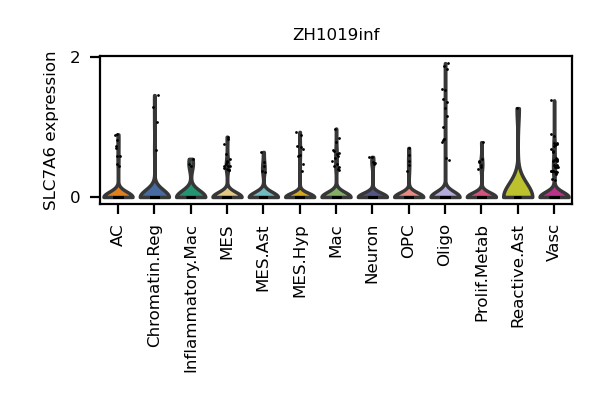 ZH1019inf
SLC7A6 expression
2
0
AC
Chromatin.Reg
Inflammatory.Mac
MES
MES.Ast
MES.Hyp
Mac
Neuron
OPC
Oligo
Prolif.Metab
Reactive.Ast
Vasc